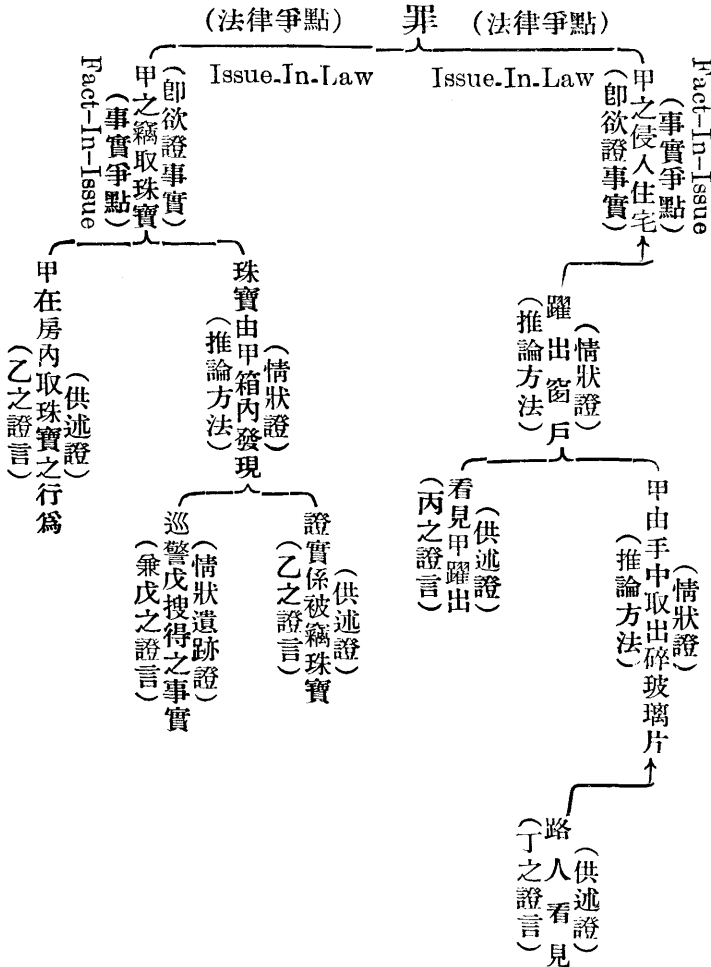 罪
(法律爭點)
Issue-In-Law
(法律爭點)
Issue-In-Law
Fact-In-Issue
(事實爭點)
甲之侵入住宅
(卽欲證事實)
(情狀證)
躍出窗戶
(推論方法)
(情狀證)
甲由手中取出碎玻璃片
(推論方法)
(供述證)
路人看見
(丁之證言)
(供述證)
看見甲躍出
(丙之證言)
(卽欲證事實)
甲之竊取珠寶
(事實爭點)
Fact-In-Issue
(情狀證)
珠寶由甲箱內發現
(推論方法)
(供述證)
證實係被竊珠寶
(乙之證言)
(情狀遺跡證)
巡警戊搜得之事實
(兼戊之證言)
(供述證)
甲在房內取珠寶之行爲
(乙之證言)